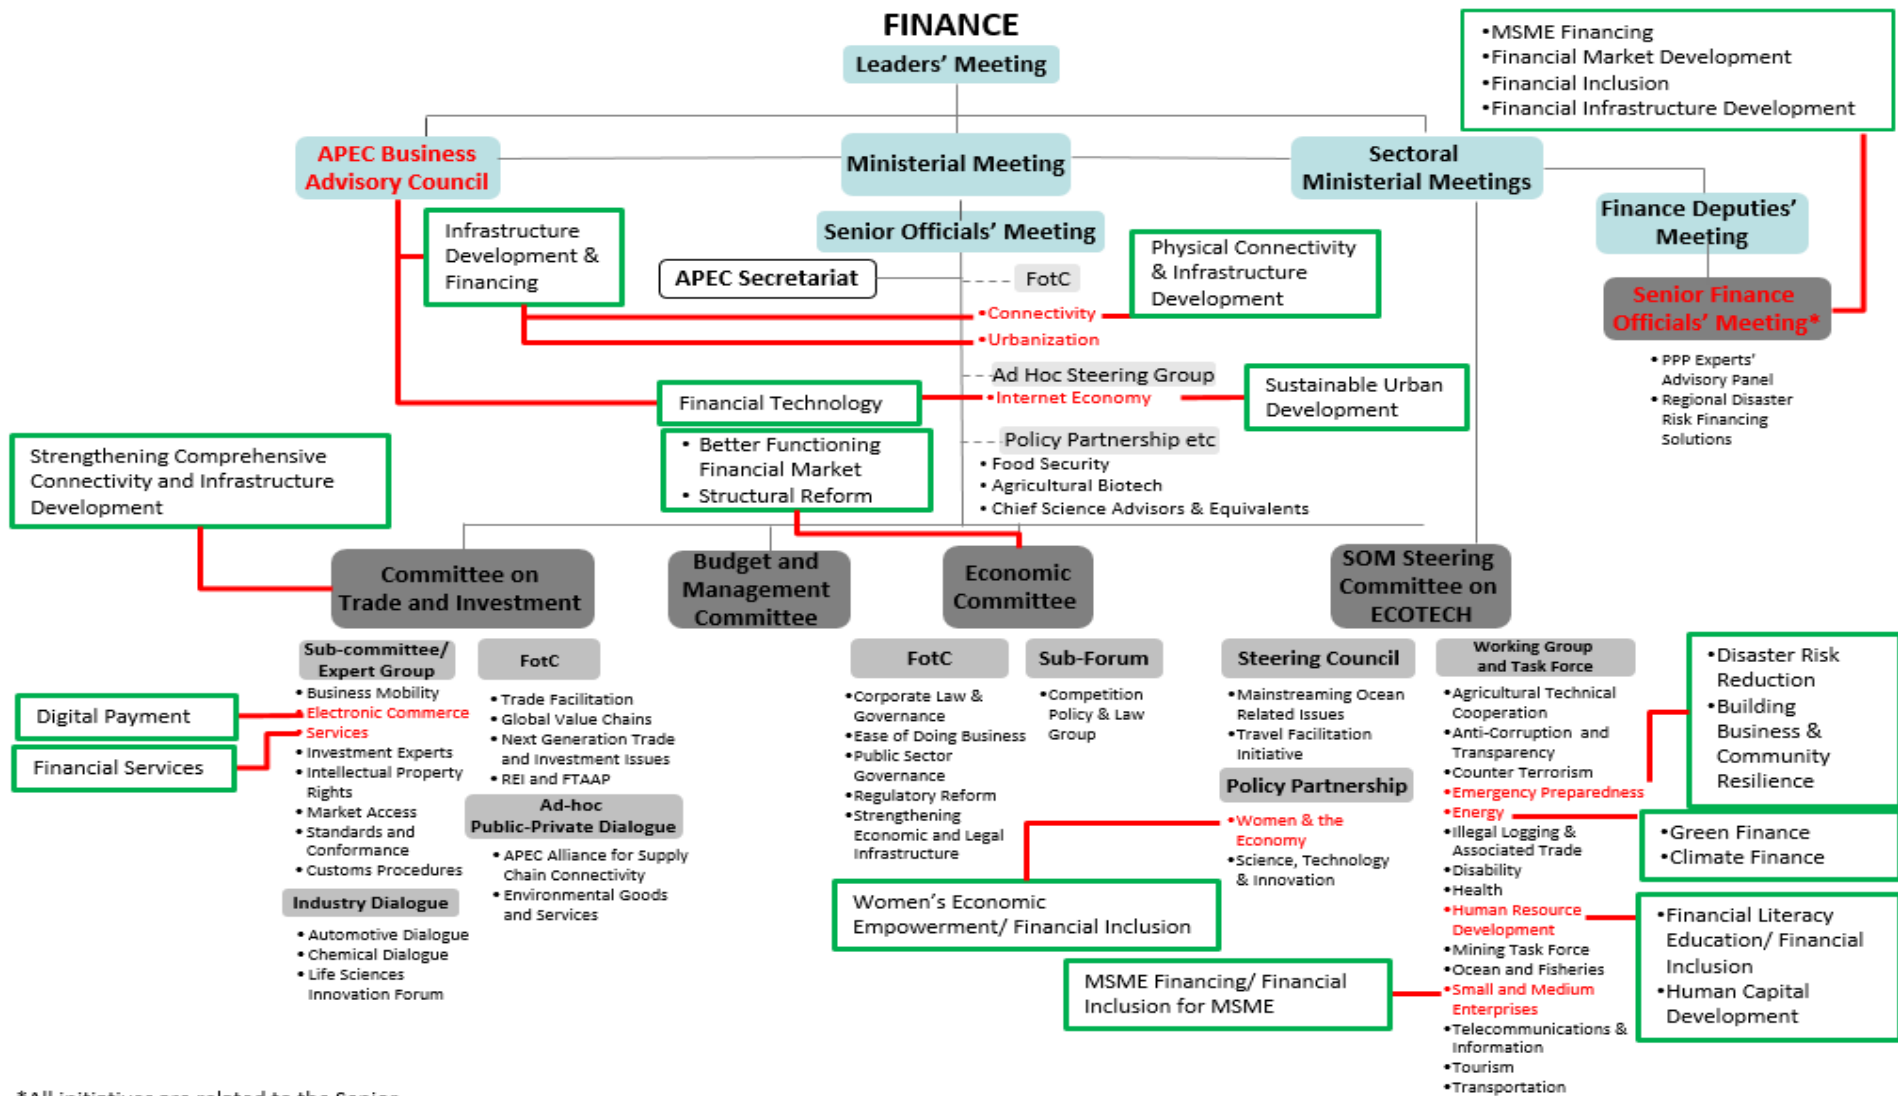 FINANCE
Leaders' Meeting
•MSME Financing
•Financial Market Development
•Financial Inclusion
•Financial Infrastructure Development
APEC Business
Advisory Council
Ministerial Meeting
Sectoral
Ministerial Meetings
Finance Deputies'
Meeting
Senior Officials' Meeting
Infrastructure
Development &
Financing
Physical Connectivity
& Infrastructure
Development
APEC Secretariat
FotC
•Connectivity
•Urbanization
Senior Finance
Officials' Meeting*
• PPP Experts'
Advisory Panel
• Regional Disaster
Risk Financing
Solutions
Ad Hoc Steering Group
•Internet Economy
Financial Technology
Sustainable Urban
Development
• Better Functioning
Financial Market
• Structural Reform
Policy Partnership etc
• Food Security
• Agricultural Biotech
• Chief Science Advisors & Equivalents
Strengthening Comprehensive
Connectivity and Infrastructure
Development
Committee on
Trade and Investment
Budget and
Management
Committee
Economic
Committee
SOM Steering
Committee on
ECOTECH
Sub-committee/
Expert Group
• Business Mobility
• Electronic Commerce
• Services
• Investment Experts
• Intellectual Property
Rights
• Market Access
• Standards and
Conformance
• Customs Procedures
Digital Payment
Financial Services
Industry Dialogue
• Automotive Dialogue
• Chemical Dialogue
• Life Sciences
Innovation Forum
FotC
• Trade Facilitation
• Global Value Chains
• Next Generation Trade
and Investment Issues
• REI and FTAAP
Ad-hoc
Public-Private Dialogue
• APEC Alliance for Supply
Chain Connectivity
• Environmental Goods
and Services
FotC
•Corporate Law &
Governance
•Ease of Doing Business
•Public Sector
Governance
•Regulatory Reform
•Strengthening
Economic and Legal
Infrastructure
Sub-Forum
•Competition
Policy & Law
Group
Steering Council
•Mainstreaming Ocean
Related Issues
•Travel Facilitation
Initiative
Policy Partnership
•Women & the
Economy
•Science, Technology
& Innovation
Women's Economic
Empowerment/ Financial Inclusion
MSME Financing/ Financial
Inclusion for MSME
Working Group
and Task Force
•Agricultural Technical
Cooperation
•Anti-Corruption and
Transparency
•Counter Terrorism
•Emergency Preparedness
•Energy
•Illegal Logging &
Associated Trade
•Disability
•Health
•Human Resource
Development
•Mining Task Force
•Ocean and Fisheries
•Small and Medium
Enterprises
•Telecommunications &
Information
•Tourism
•Transportation
•Disaster Risk
Reduction
•Building
Business &
Community
Resilience
•Green Finance
•Climate Finance
•Financial Literacy
Education/ Financial
Inclusion
•Human Capital
Development
*All initiatives are related to the Senior